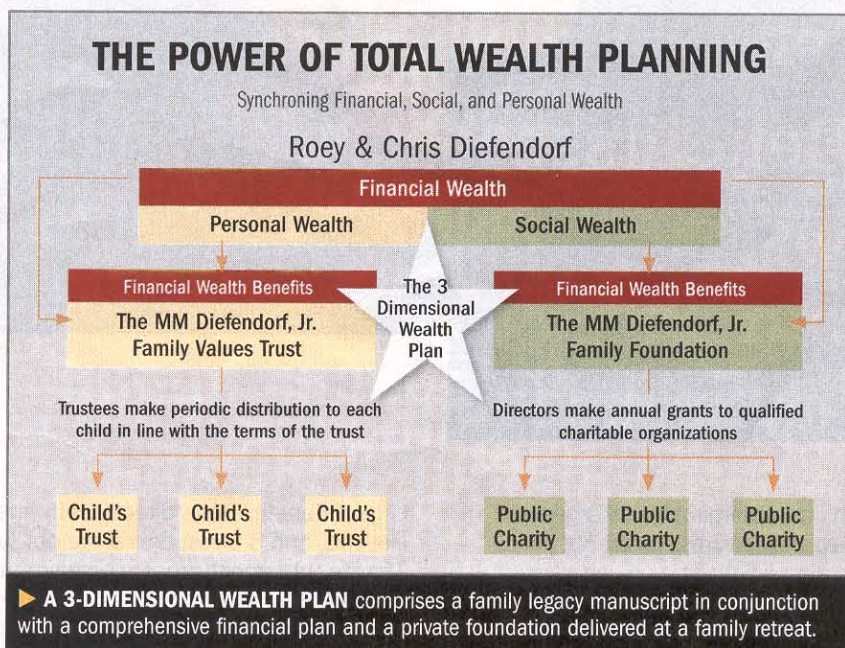 THE POWER OF TOTAL WEALTH PLANNING
Synchroning Financial, Social, and Personal Wealth
Roey & Chris Diefendorf
Financial Wealth
Personal Wealth
Social Wealth
Financial Wealth Benefits
The MM Diefendorf, Jr.
Family Values Trust
The 3
Dimensional
Wealth
Plan
Financial Wealth Benefits
The MM Diefendorf, Jr.
Family Foundation
Trustees make periodic distribution to each
child in line with the terms of the trust
Directors make annual grants to qualified
charitable organizations
Child's
Trust
Child's
Trust
Child's
Trust
Public
Charity
Public
Charity
Public
Charity
▶ A 3-DIMENSIONAL WEALTH PLAN comprises a family legacy manuscript in conjunction
with a comprehensive financial plan and a private foundation delivered at a family retreat.